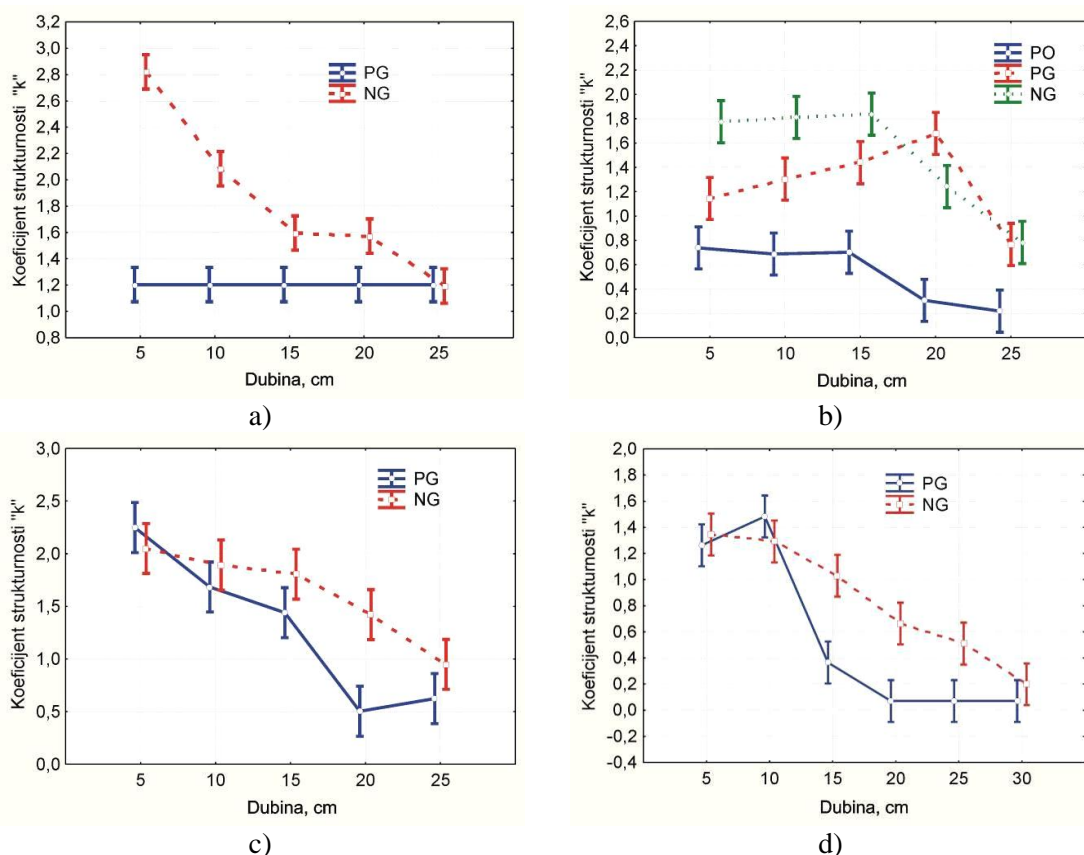 3,2
3,0
2,8
2,6
2,4
2,2
2,0
1,8
1,6
1,4
1,2
1,0
0,8
Koeficijent strukturnosti "k"
PG
NG
5 10 15 20 25
Dubina, cm
a)
2,6
2,4
2,2
2,0
1,8
1,6
1,4
1,2
1,0
0,8
0,6
0,4
0,2
0,0
Koeficijent strukturnosti "k"
PO
PG
NG
5 10 15 20 25
Dubina, cm
b)
3,0
2,5
2,0
1,5
1,0
0,5
0,0
Koeficijent strukturnosti "k"
PG
NG
5 10 15 20 25
Dubina, cm
c)
2,0
1,8
1,6
1,4
1,2
1,0
0,8
0,6
0,4
0,2
0,0
-0,2
-0,4
Koeficijent strukturnosti "k"
PG
NG
5 10 15 20 25 30
Dubina, cm
d)